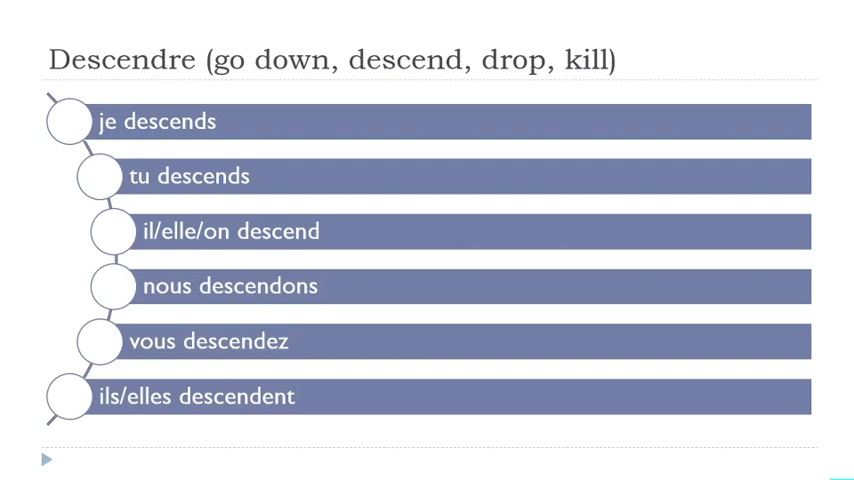 Descendre (go down, descend, drop, kill)
je descends
tu descends
il/elle/on descend
nous descendons
vous descendez
ils/elles descendent